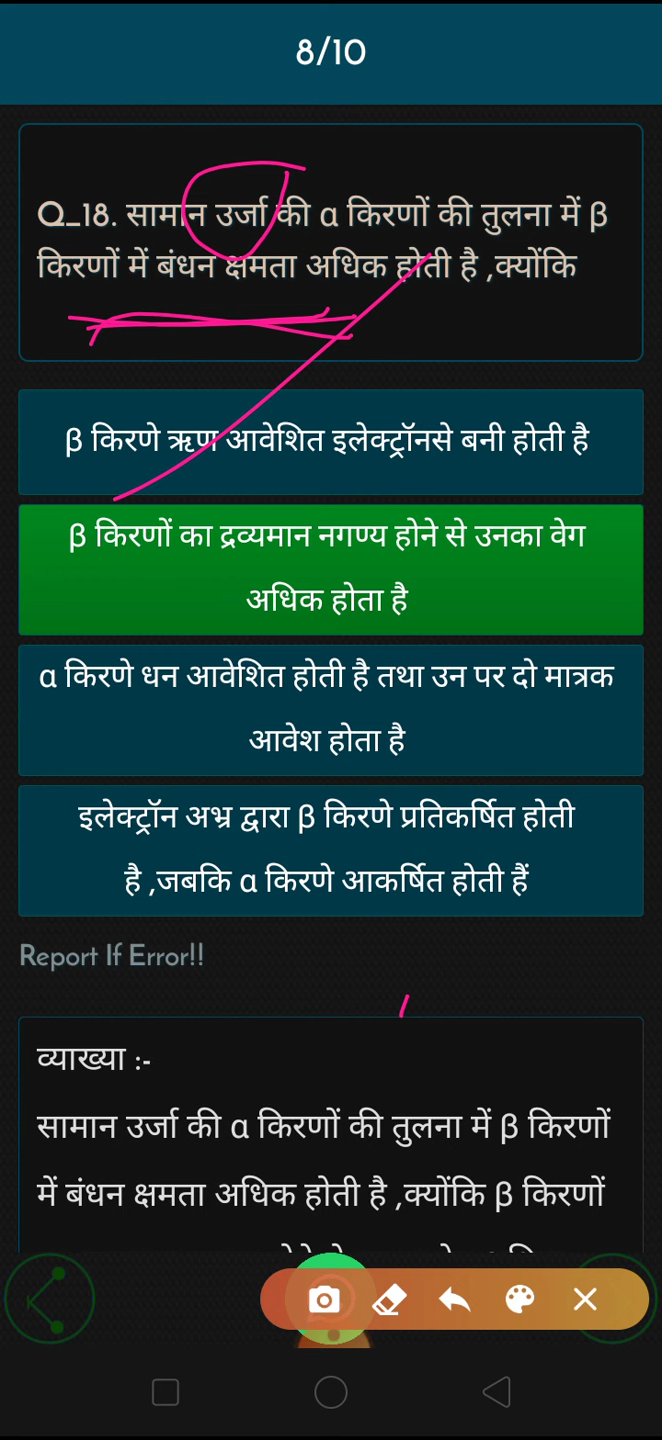 8/10
Q_18. सामान उर्जा की α किरणों की तुलना में β
किरणों में बंधन क्षमता अधिक होती है ,क्योंकि
β किरणे ऋण आवेशित इलेक्ट्रॉनसे बनी होती है
β किरणों का द्रव्यमान नगण्य होने से उनका वेग
अधिक होता है
α किरणे धन आवेशित होती है तथा उन पर दो मात्रक
आवेश होता है
इलेक्ट्रॉन अभ्र द्वारा β किरणे प्रतिकर्षित होती
है ,जबकि α किरणे आकर्षित होती हैं
Report If Error!!
व्याख्या :-
सामान उर्जा की α किरणों की तुलना में β किरणों
में बंधन क्षमता अधिक होती है ,क्योंकि β किरणों